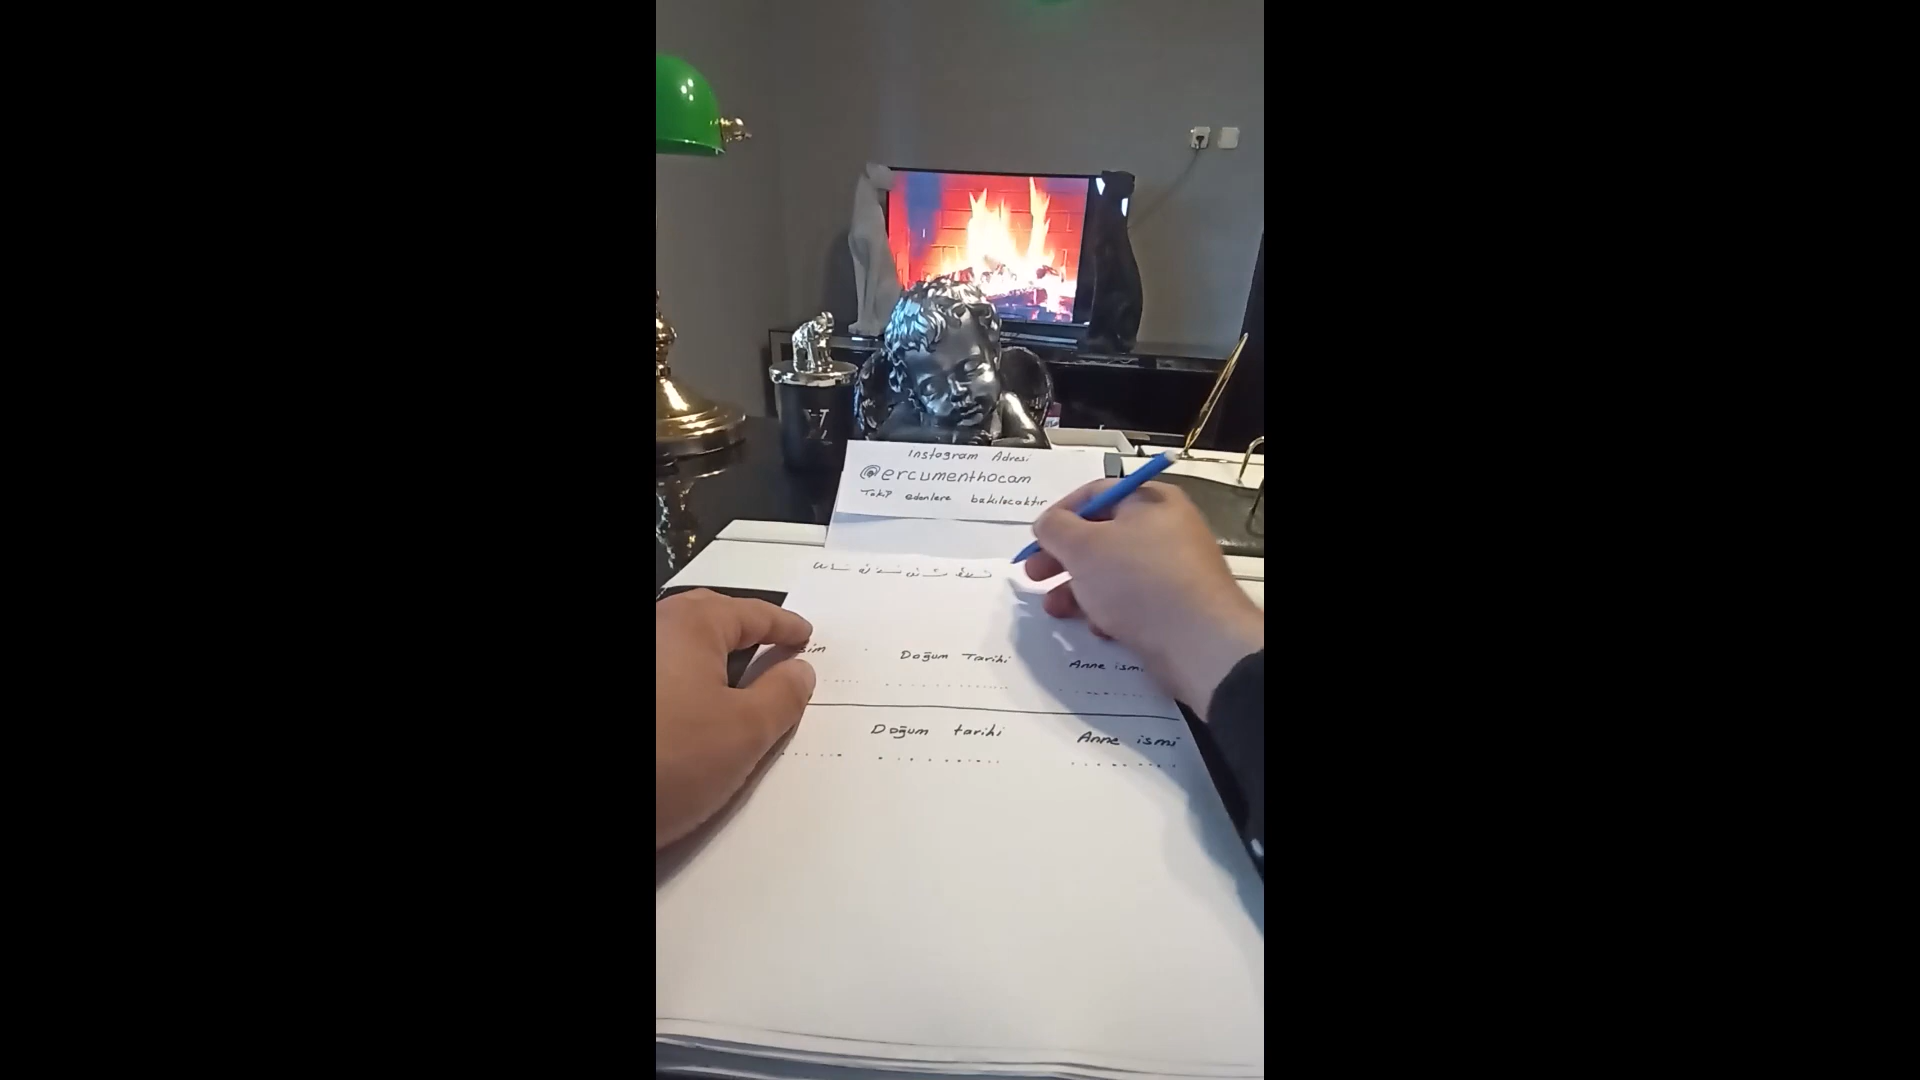 Instagram Adresi
@ercumenthocam
Takip edenlere bakılacaktır
Doğum Tarihi
Anne ismi
Doğum tarihi
Anne ismi